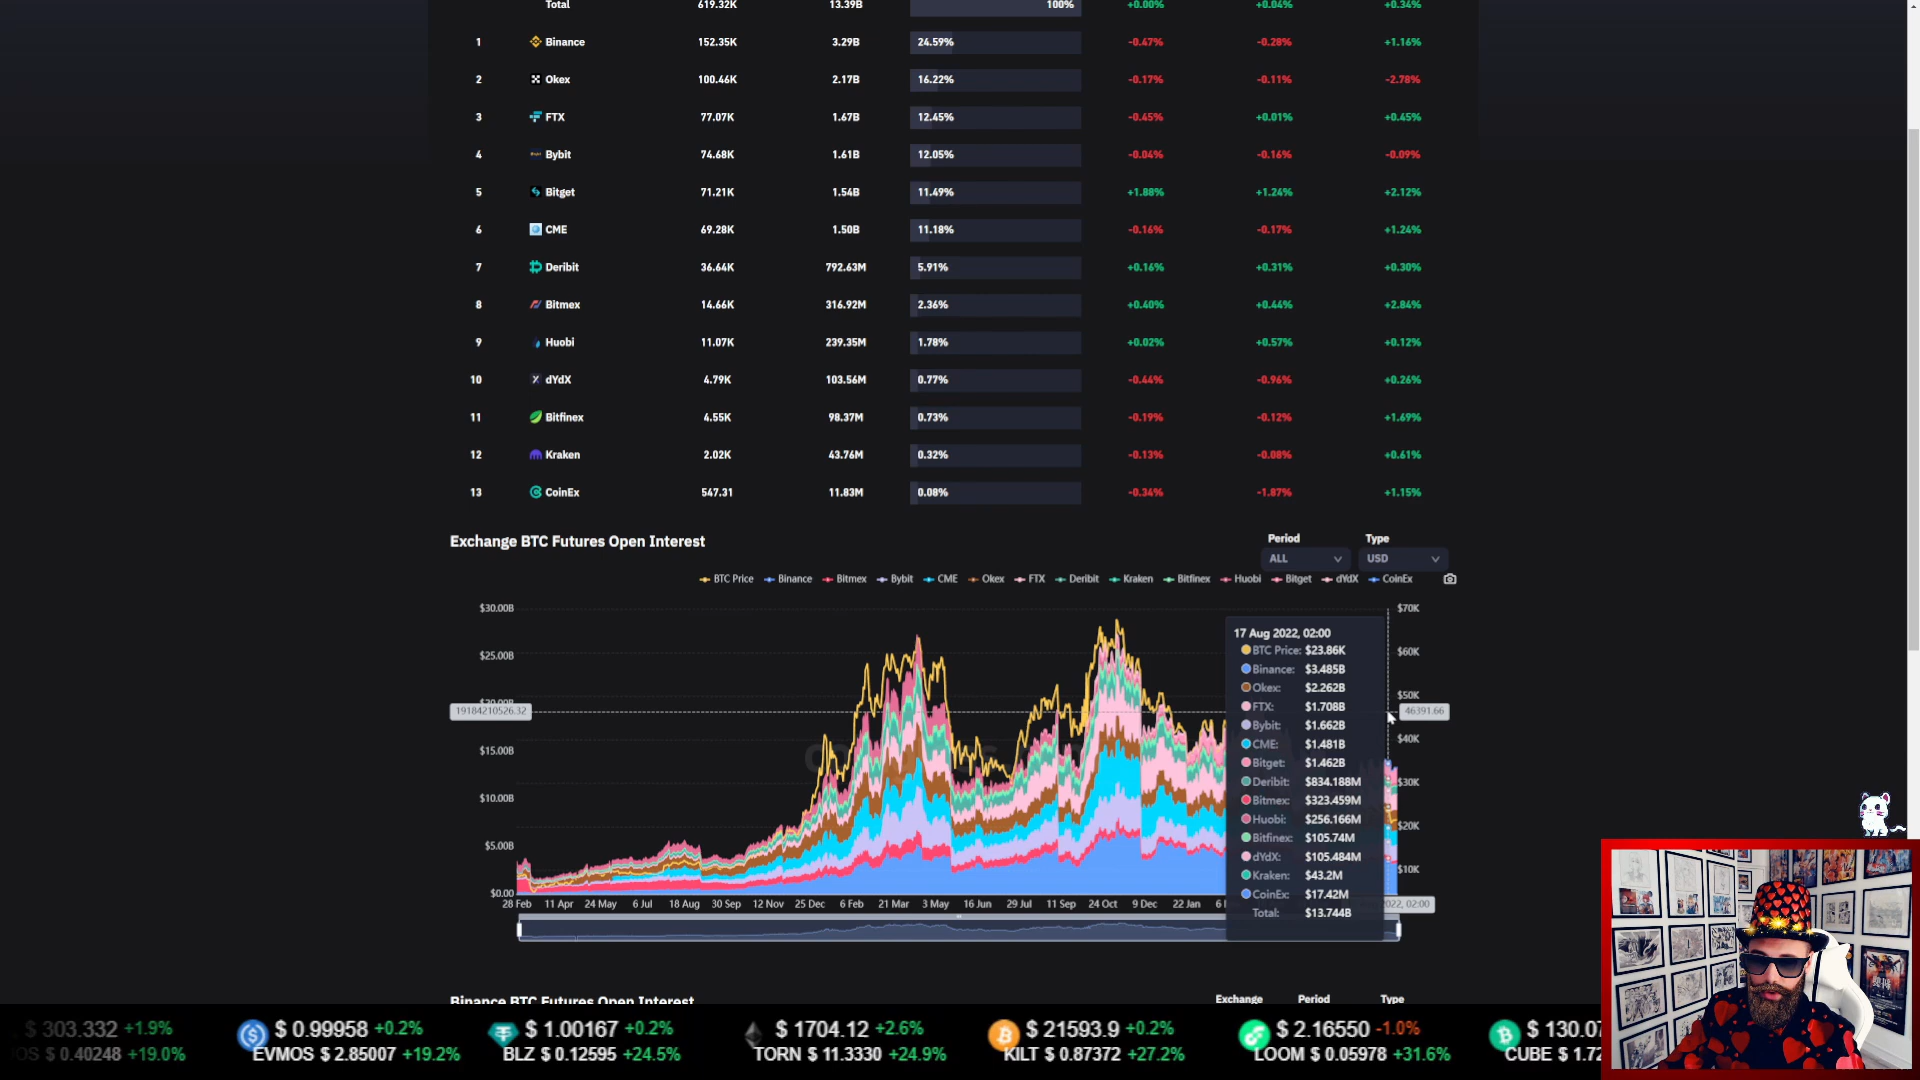 Total 619.32K 13.39B 100% +0.00% +0.04% +0.34%
1 Binance 152.35K 3.29B 24.59% -0.47% -0.28% +1.16%
2 Okex 100.46K 2.17B 16.22% -0.17% -0.11% -2.78%
3 FTX 77.07K 1.67B 12.45% -0.45% +0.01% +0.45%
4 Bybit 74.68K 1.61B 12.05% -0.04% -0.16% -0.09%
5 Bitget 71.21K 1.54B 11.49% +1.88% +1.24% +2.12%
6 CME 69.28K 1.50B 11.18% -0.16% -0.17% +1.24%
7 Deribit 36.64K 792.63M 5.91% +0.16% +0.31% +0.30%
8 Bitmex 14.66K 316.92M 2.36% +0.40% +0.44% +2.84%
9 Huobi 11.07K 239.35M 1.78% +0.02% +0.57% +0.12%
10 dYdX 4.79K 103.56M 0.77% -0.44% -0.96% +0.26%
11 Bitfinex 4.55K 98.37M 0.73% -0.19% -0.12% +1.69%
12 Kraken 2.02K 43.76M 0.32% -0.13% -0.08% +0.61%
13 CoinEx 547.31 11.83M 0.08% -0.34% -1.87% +1.15%
Exchange BTC Futures Open Interest Period Type
ALL USD
BTC Price Binance Bitmex Bybit CME Okex FTX Deribit Kraken Bitfinex Huobi Bitget dYdX CoinEx
$30.00B $70K
17 Aug 2022, 02:00
BTC Price: $23.86K
$25.00B $60K
Binance: $3.485B
Okex: $2.262B
$50K
FTX: $1.708B
19184210526.32 46391.66
Bybit: $1.662B
CME: $1.481B
$15.00B $40K
Bitget: $1.462B
Deribit: $834.188M
$30K
$10.00B
Bitmex: $323.459M
Huobi: $256.166M
$20K
Bitfinex: $105.74M
$5.00B
dYdX: $105.484M
$10K
Kraken: $43.2M
$0.00
CoinEx: $17.42M
28 Feb 11 Apr 24 May 6 Jul 18 Aug 30 Sep 12 Nov 25 Dec 6 Feb 21 Mar 3 May 16 Jun 29 Jul 11 Sep 24 Oct 9 Dec 22 Jan 2022, 02:00
Total: $13.744B
Binance BTC Futures Open Interest Exchange Period Type
$ 303.332 +1.9% $ 0.99958 +0.2% $ 1.00167 +0.2% $ 1704.12 +2.6% $ 21593.9 +0.2% $ 2.16550 -1.0% $ 130.07
OS $ 0.40248 +19.0% EVMOS $ 2.85007 +19.2% BLZ $ 0.12595 +24.5% TORN $ 11.3330 +24.9% KILT $ 0.87372 +27.2% LOOM $ 0.05978 +31.6% CUBE $ 1.72